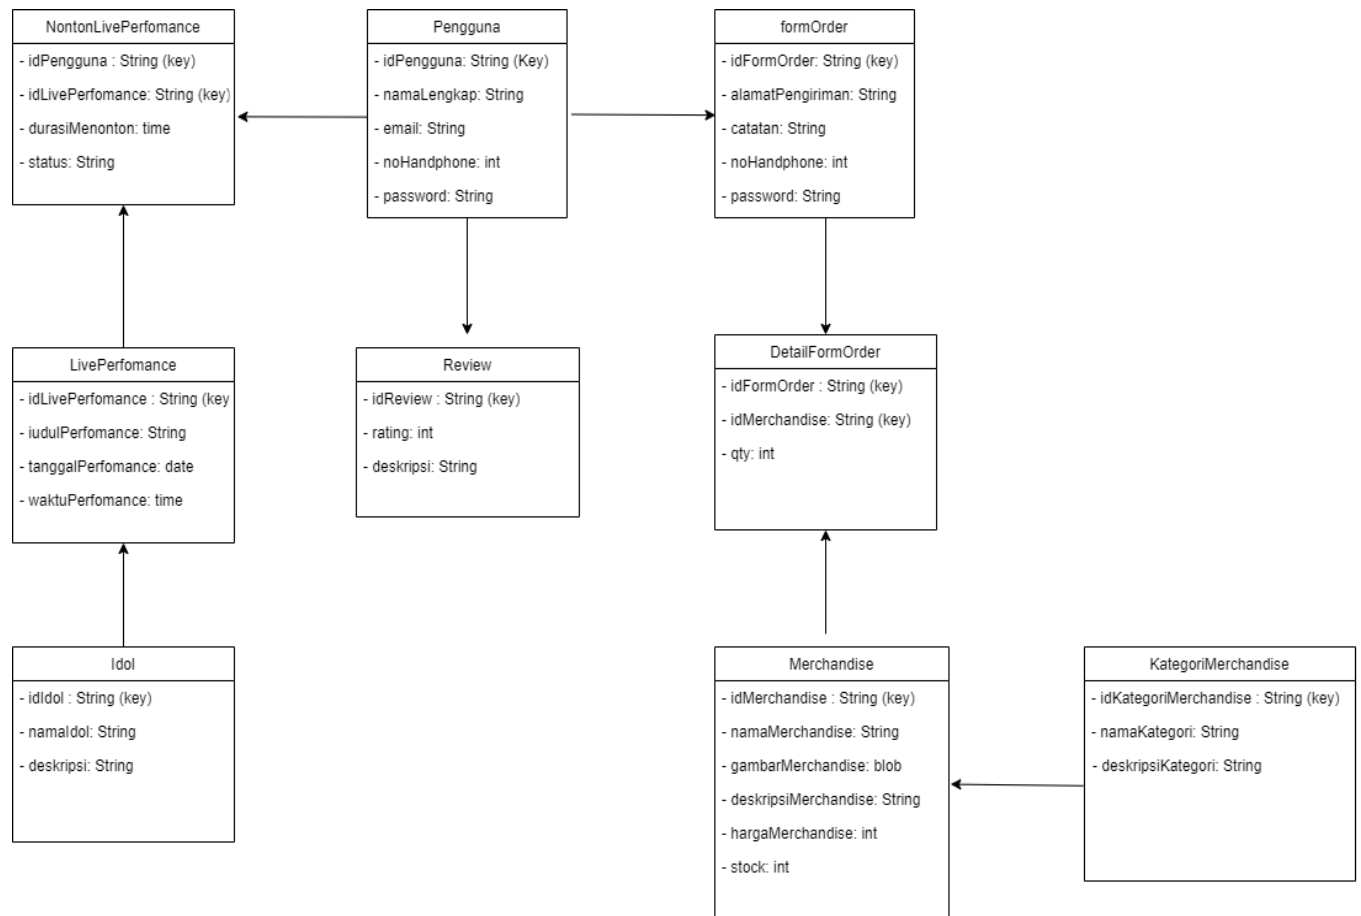 NontonLivePerfomance
- idPengguna : String (key)
- idLivePerfomance: String (key)
- durasiMenonton: time
- status: String
Pengguna
- idPengguna: String (Key)
- namaLengkap: String
- email: String
- noHandphone: int
- password: String
formOrder
- idFormOrder: String (key)
- alamatPengiriman: String
- catatan: String
- noHandphone: int
- password: String
LivePerfomance
- idLivePerfomance : String (key
- iudulPerfomance: String
- tanggalPerfomance: date
- waktuPerfomance: time
Review
- idReview : String (key)
- rating: int
- deskripsi: String
DetailFormOrder
- idFormOrder : String (key)
- idMerchandise: String (key)
- qty: int
Idol
- idIdol : String (key)
- namaIdol: String
- deskripsi: String
Merchandise
- idMerchandise : String (key)
- namaMerchandise: String
- gambarMerchandise: blob
- deskripsiMerchandise: String
- hargaMerchandise: int
- stock: int
KategoriMerchandise
- idKategoriMerchandise : String (key)
- namaKategori: String
- deskripsiKategori: String